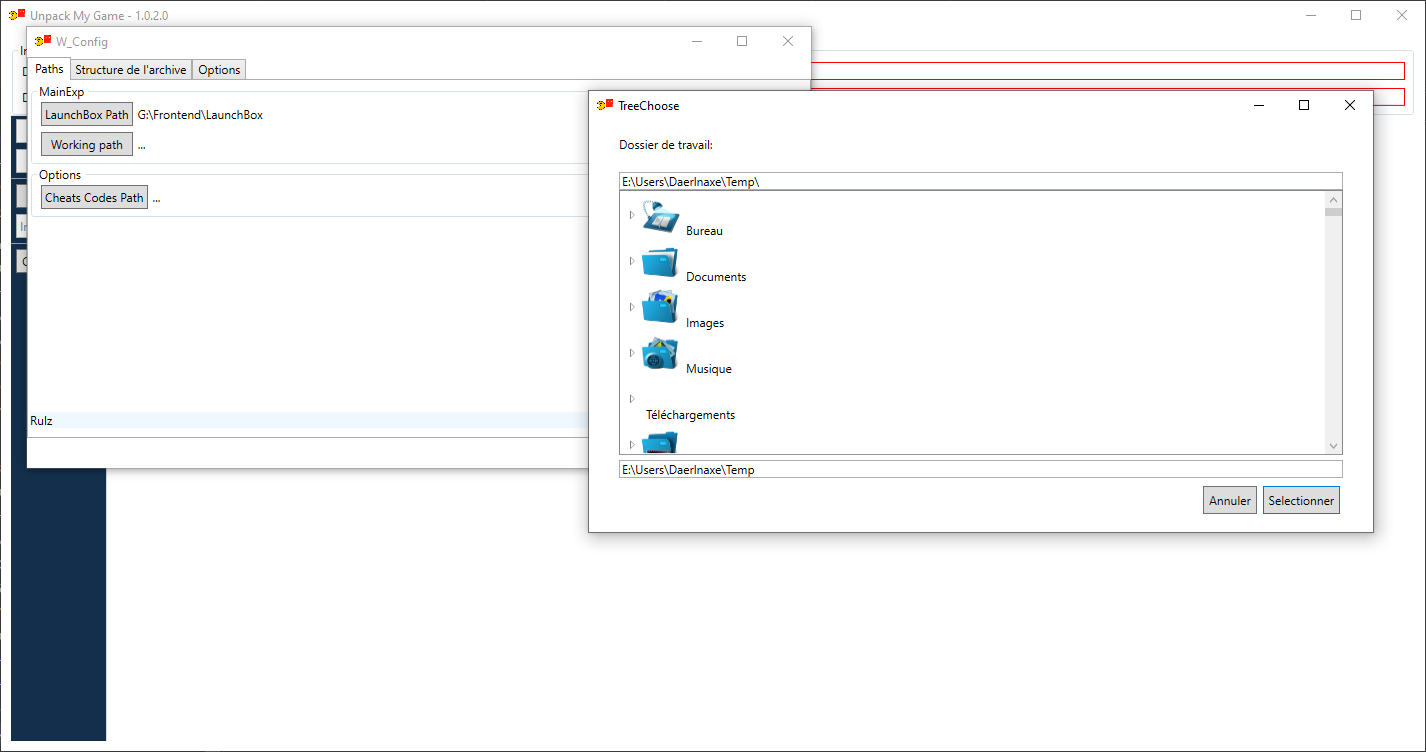 Unpack My Game - 1.0.2.0
W_Config
Paths
Structure de l'archive
Options
MainExp
LaunchBox Path
G:\Frontend\LaunchBox
Working path
...
Options
Cheats Codes Path
...
Rulz
TreeChoose
Dossier de travail:
E:\Users\Daerlnaxe\Temp\
Bureau
Documents
Images
Musique
Téléchargements
E:\Users\Daerlnaxe\Temp
Annuler
Selectionner